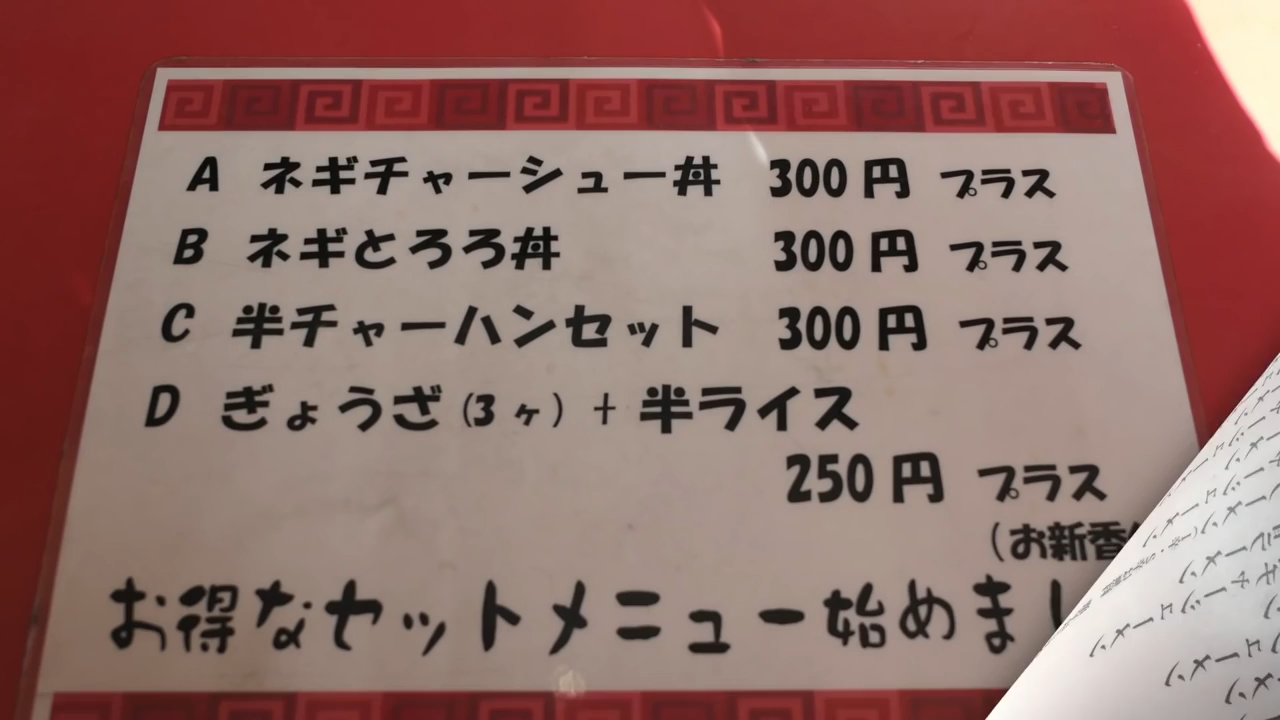 A ネギチャーシュー丼 300円 プラス
B ネギとろろ丼 300円 プラス
C 半チャーハンセット 300円 プラス
D ぎょうざ(3ヶ)+半ライス
250円 プラス
(お新香
お得なセットメニュー始めまし